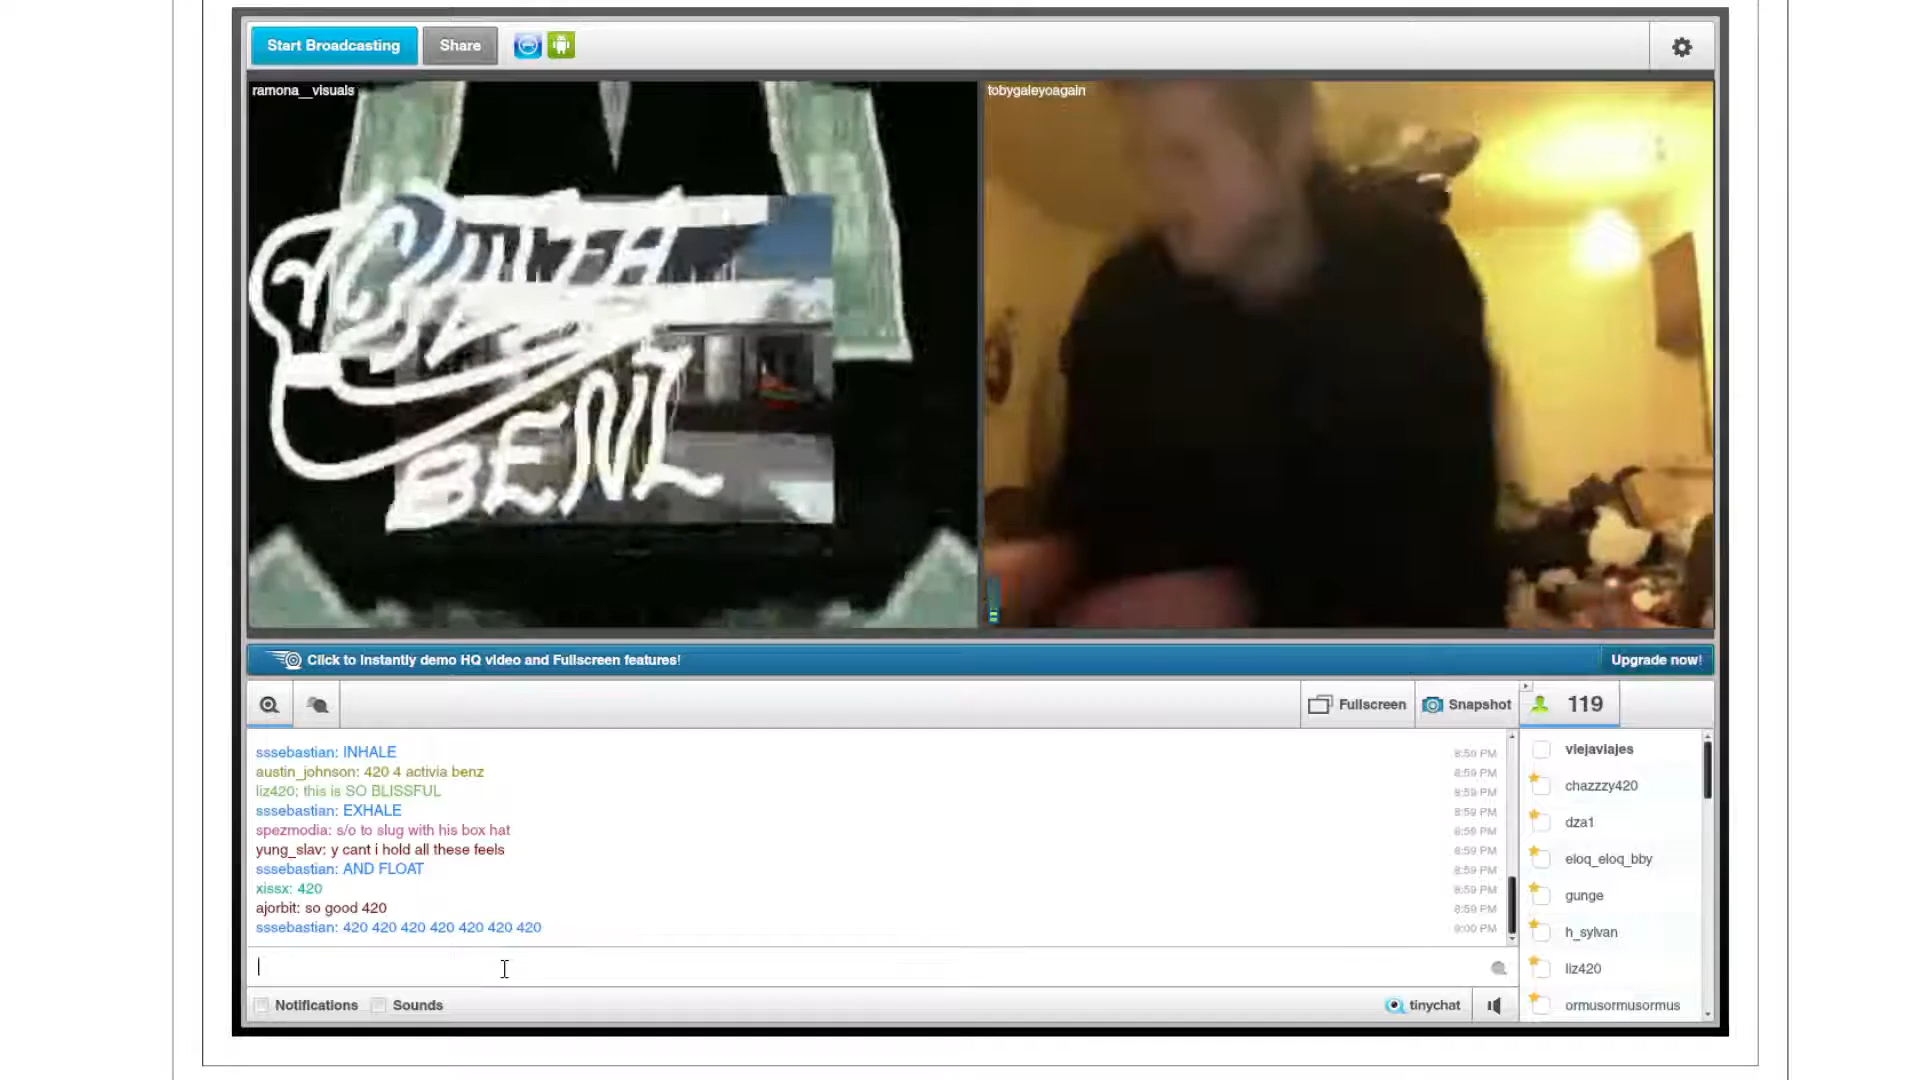 Start Broadcasting
Share
ramona__visuals
tobygaleyoagain
BENZ
Click to instantly demo HQ video and Fullscreen features!
Upgrade now!
Fullscreen
Snapshot
119
sssebastian: INHALE
8:59 PM
austin_johnson: 420 4 activia benz
8:59 PM
liz420; this is SO BLISSFUL
8:59 PM
sssebastian: EXHALE
8:59 PM
spezmodia: s/o to slug with his box hat
8:59 PM
yung_slav: y cant i hold all these feels
8:59 PM
sssebastian: AND FLOAT
8:59 PM
xissx: 420
8:59 PM
ajorbit: so good 420
8:59 PM
sssebastian: 420 420 420 420 420 420 420
9:00 PM
viejaviajes
chazzzy420
dza1
eloq_eloq_bby
gunge
h_sylvan
liz420
ormusormusormus
Notifications
Sounds
tinychat